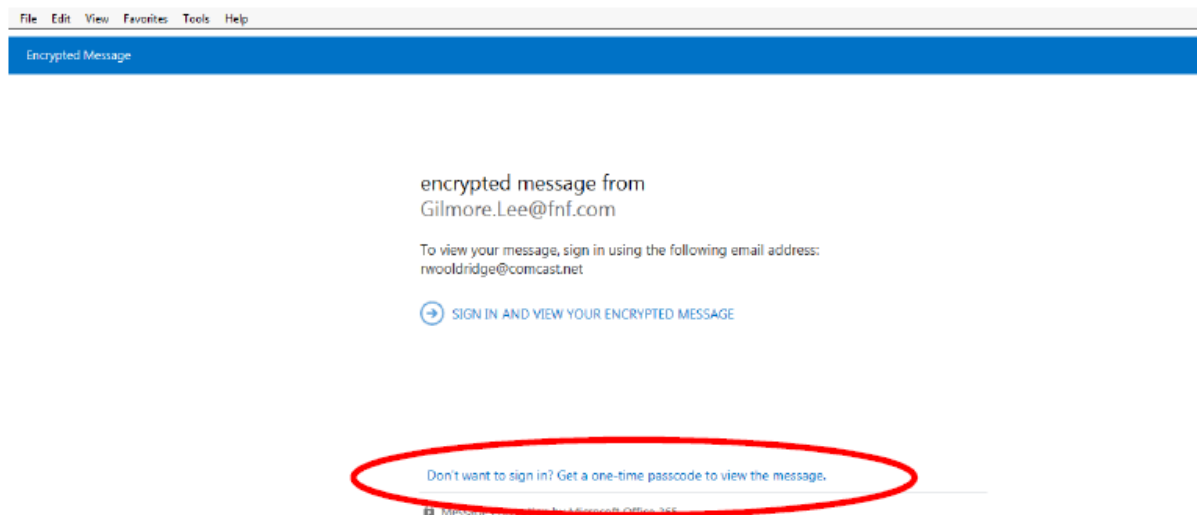 File Edit View Favorites Tools Help
Encrypted Message
encrypted message from
Gilmore.Lee@fnf.com
To view your message, sign in using the following email address:
rwooldridge@comcast.net
SIGN IN AND VIEW YOUR ENCRYPTED MESSAGE
Don't want to sign in? Get a one-time passcode to view the message.
Message by Microsoft Office 365